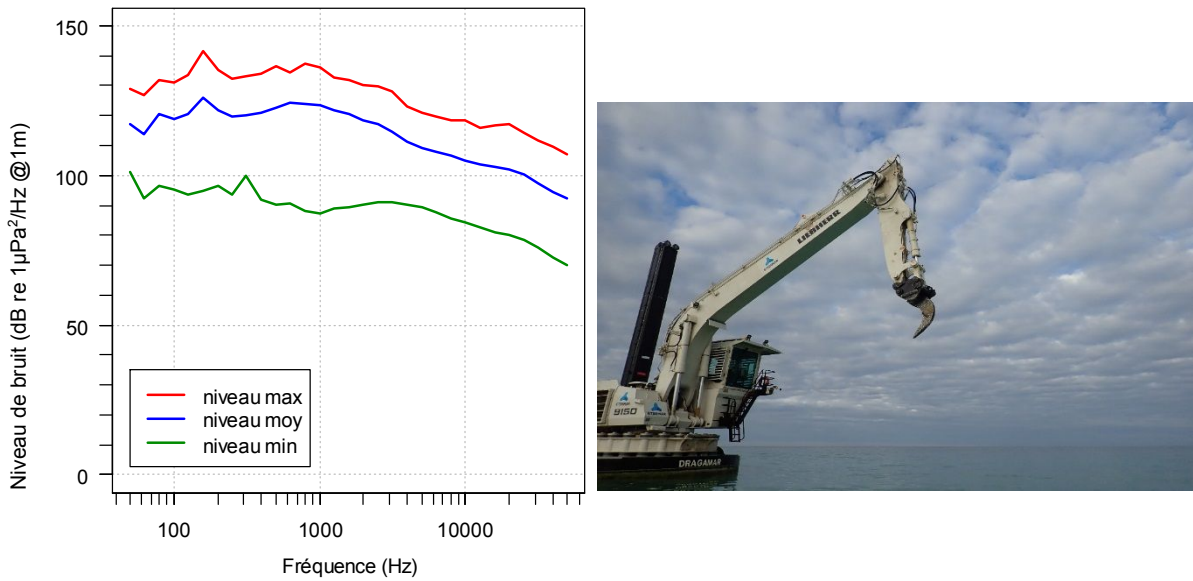 150
100
50
0
Niveau de bruit (dB re 1µPa²/Hz @1m)
niveau max
niveau moy
niveau min
100
1000
10000
Fréquence (Hz)
LIEBHERR
9150
DRAGAMAR